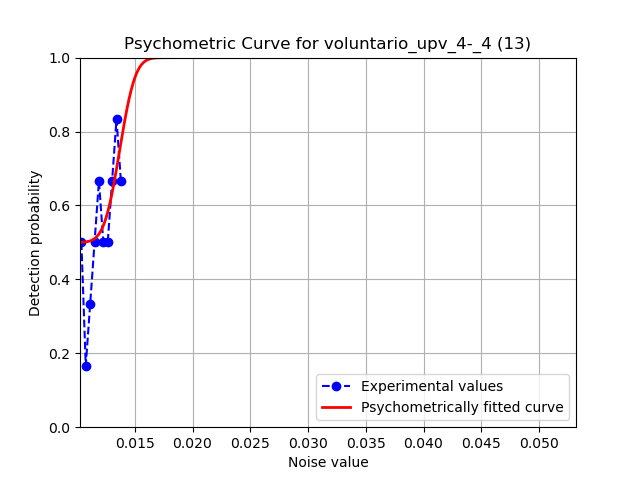 Psychometric Curve for voluntario_upv_4-_4 (13)
1.0
0.8
0.6
0.4
0.2
0.0
Detection probability
Experimental values
Psychometrically fitted curve
0.015 0.020 0.025 0.030 0.035 0.040 0.045 0.050
Noise value